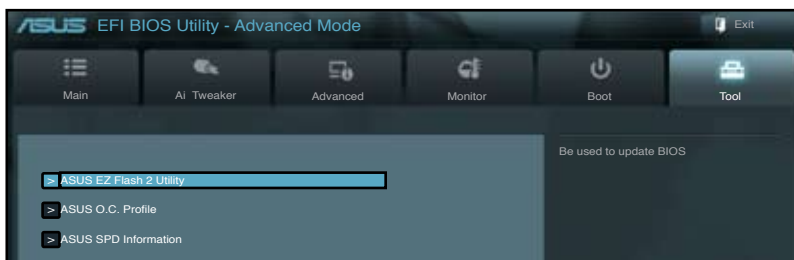 ASUS EFI BIOS Utility - Advanced Mode
Exit
Main
Ai Tweaker
Advanced
Monitor
Boot
Tool
Be used to update BIOS
> ASUS EZ Flash 2 Utility
> ASUS O.C. Profile
> ASUS SPD Information